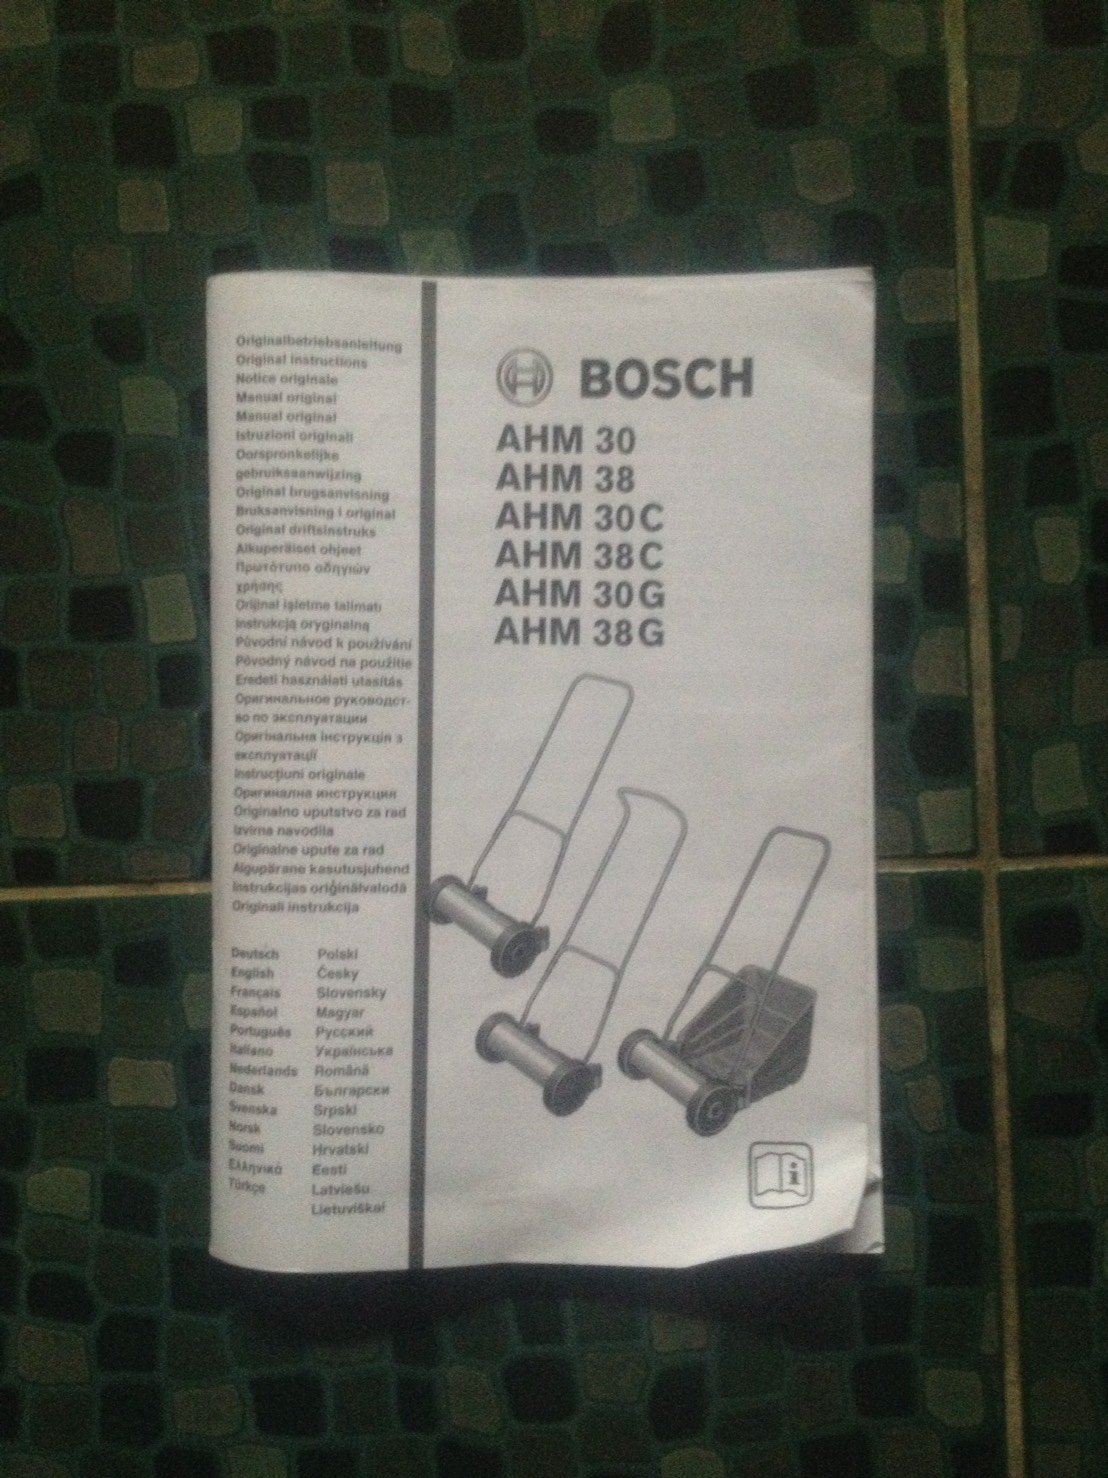 Originalbetriebsanleitung
Original instructions
Notice originale
Manual original
Manual original
Istruzioni originali
Oorspronkelijke
gebruiksaanwijzing
Original brugsanvisning
Bruksanvisning i original
Original driftsinstruks
Alkuperäiset ohjeet
Πρωτότυπο οδηγιών
χρήσης
Orijinal işletme talimatı
Instrukcją oryginalną
Původní návod k používání
Pôvodný návod na použitie
Eredeti használati utasítás
Оригинальное руководст-
во по эксплуатации
Оригінальна інструкція з
експлуатації
Instrucţiuni originale
Оригинална инструкция
Originalno uputstvo za rad
Izvirna navodila
Originalne upute za rad
Algupärane kasutusjuhend
Instrukcijas oriģinālvalodā
Originali instrukcija
Deutsch
English
Français
Español
Português
Italiano
Nederlands
Dansk
Svenska
Norsk
Suomi
Ελληνικά
Türkçe
Polski
Česky
Slovensky
Magyar
Русский
Українська
Română
Български
Srpski
Slovensko
Hrvatski
Eesti
Latviešu
Lietuviškai
BOSCH
AHM 30
AHM 38
AHM 30C
AHM 38C
AHM 30G
AHM 38G
i